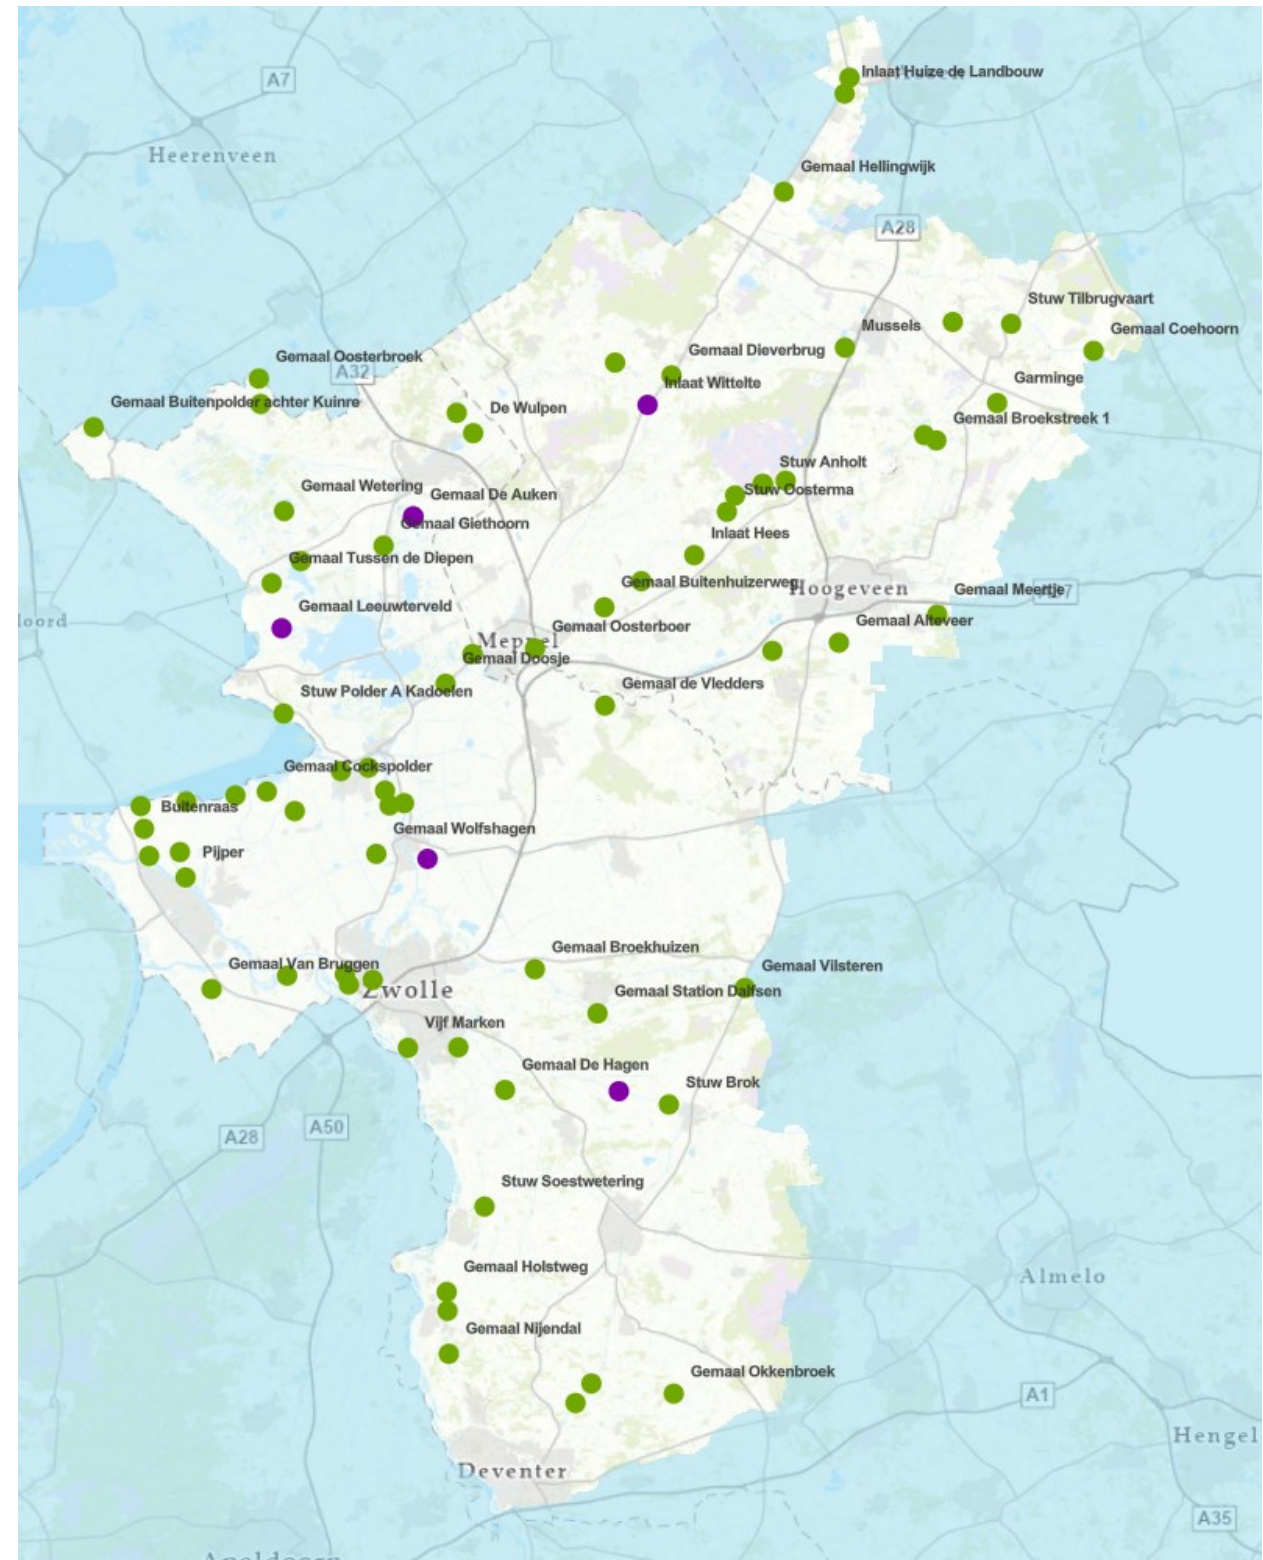 Inlaat Huize de Landbouw
A7
Heerenveen
Gemaal Hellingwijk
A28
Stuw Tilbrugvaart
Mussels
Gemaal Coehoorn
Gemaal Dieverbrug
Gemaal Oosterbroek
A32
Garminge
Inlaat Wittelte
Gemaal Buitenpolder achter Kuinre
De Wulpen
Gemaal Broekstreek 1
Stuw Anholt
Gemaal Wetering
Stuw Oosterma
Gemaal De Auken
Gemaal Giethoorn
Inlaat Hees
Gemaal Tussen de Diepen
Gemaal Buitenhuizerweg
Hoogeveen
Gemaal Meertje
Gemaal Leeuwterveld
Gemaal Alteveer
Gemaal Oosterboer
Meppel
Gemaal Doosje
Gemaal de Vledders
Stuw Polder A Kadoelen
Gemaal Cockspolder
Buitenraas
Gemaal Wolfshagen
Pijper
Gemaal Broekhuizen
Gemaal Van Bruggen
Gemaal Vilsteren
Zwolle
Gemaal Station Dalfsen
Vijf Marken
Gemaal De Hagen
Stuw Brok
A50
A28
Stuw Soestwetering
Gemaal Holstweg
Almelo
Gemaal Nijendal
Gemaal Okkenbroek
A1
Hengel
Deventer
A35